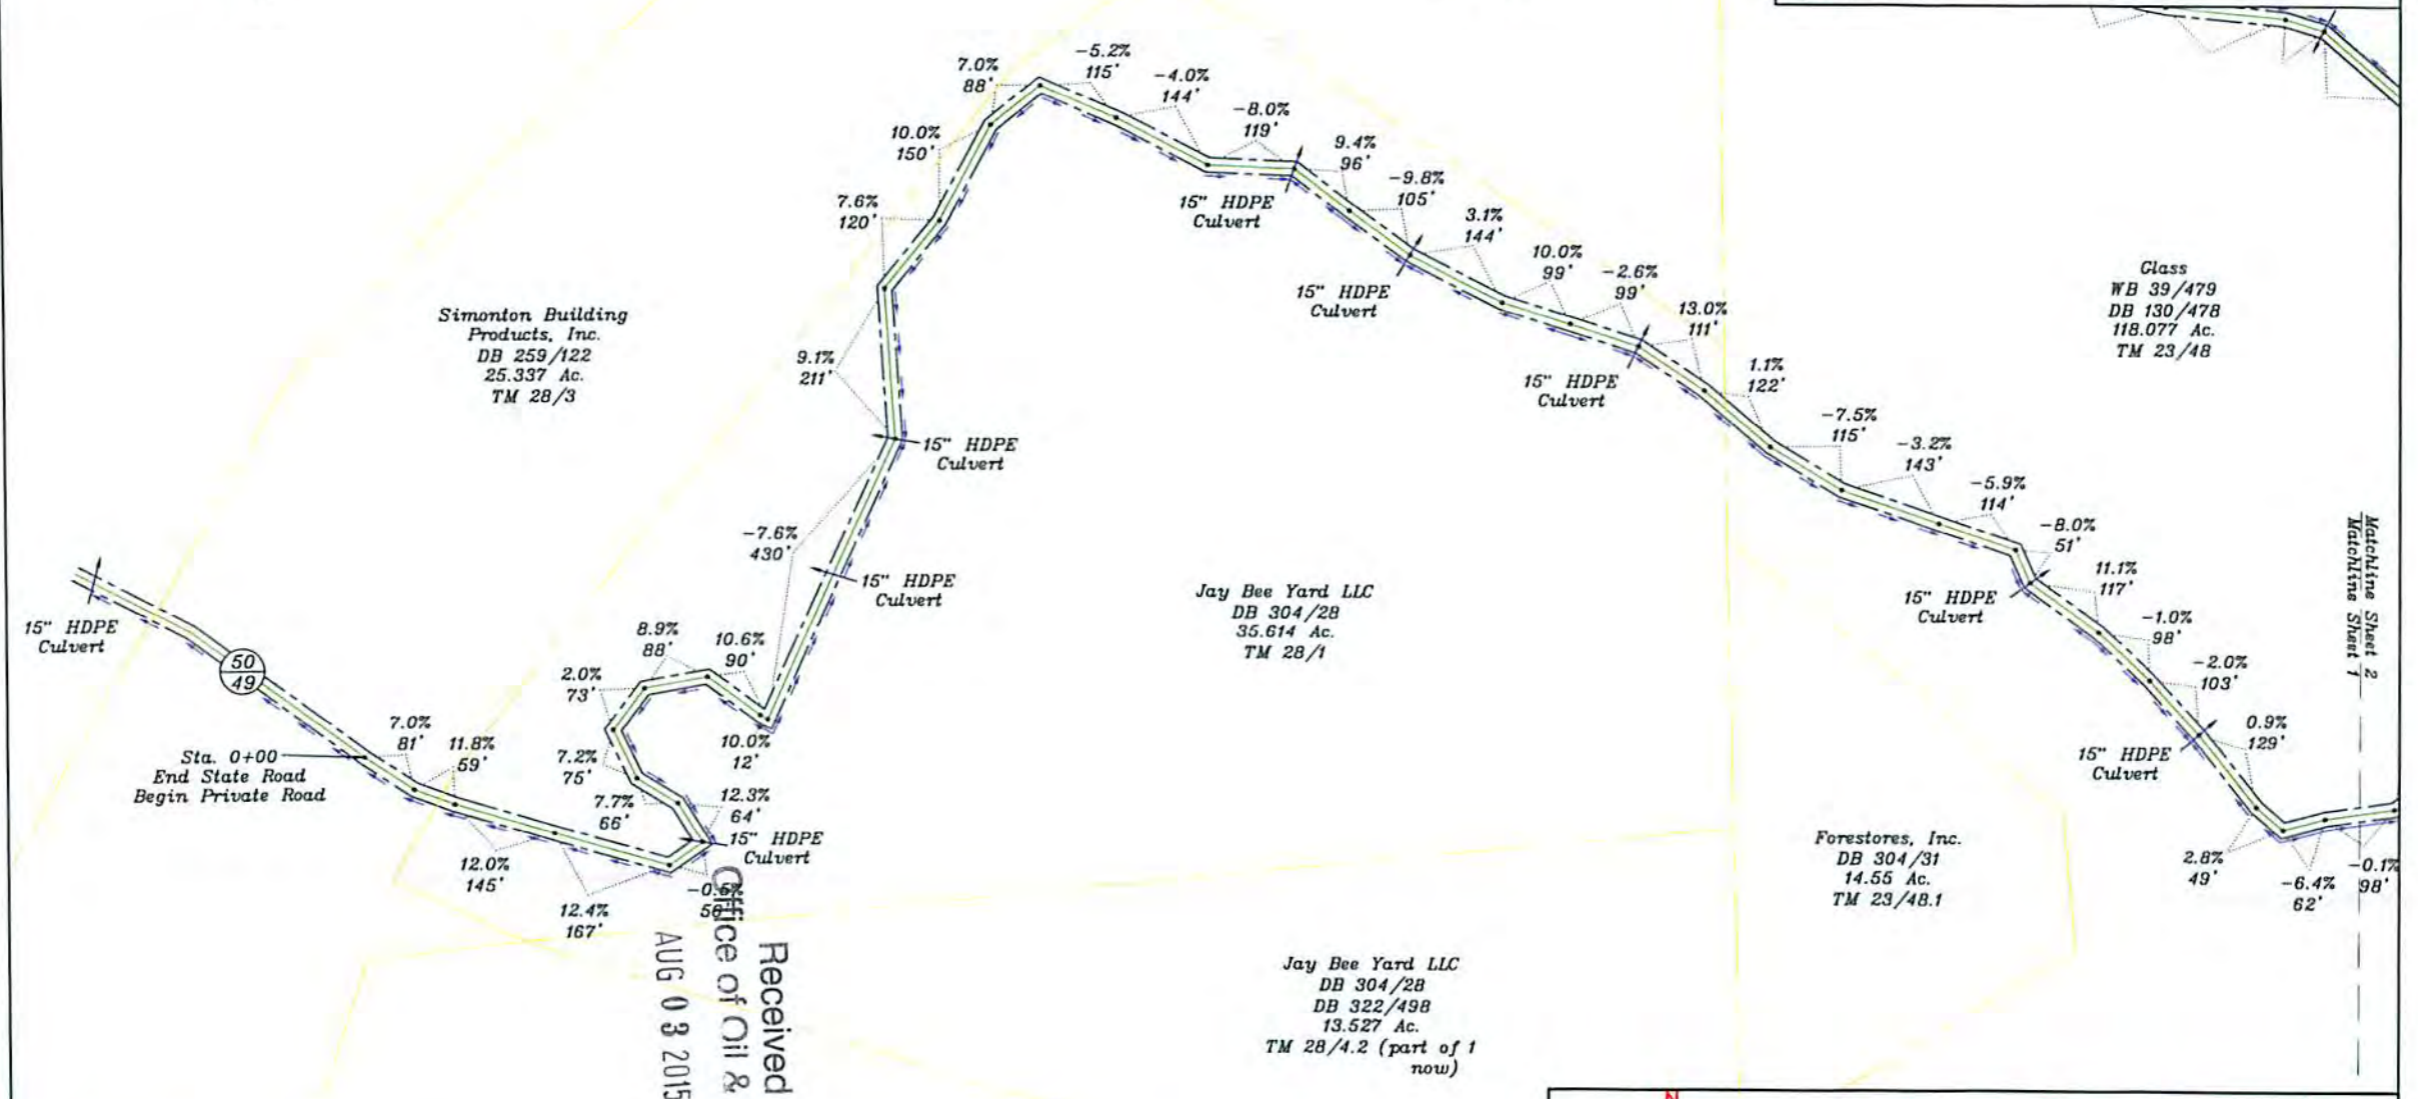 7.0%
88'
-5.2%
115'
-4.0%
144'
-8.0%
119'
10.0%
150'
9.4%
96'
-9.8%
105'
7.6%
120'
15" HDPE
Culvert
3.1%
144'
10.0%
99'
-2.6%
99'
15" HDPE
Culvert
13.0%
111'
Glass
WB 39/479
DB 130/478
118.077 Ac.
TM 23/48
Simonton Building
Products, Inc.
DB 259/122
25.337 Ac.
TM 28/3
9.1%
211'
15" HDPE
Culvert
1.1%
122'
-7.5%
115'
-3.2%
143'
15" HDPE
Culvert
-5.9%
114'
-8.0%
51'
-7.6%
430'
15" HDPE
Culvert
Jay Bee Yard LLC
DB 304/28
35.614 Ac.
TM 28/1
15" HDPE
Culvert
11.1%
117'
-1.0%
98'
-2.0%
103'
Matchline Sheet 2
Matchline Sheet 1
15" HDPE
Culvert
50
49
8.9%
88'
10.6%
90'
2.0%
73'
7.0%
81'
11.8%
59'
Sta. 0+00
End State Road
Begin Private Road
7.2%
75'
10.0%
12'
7.7%
66'
12.3%
64'
15" HDPE
Culvert
15" HDPE
Culvert
0.9%
129'
12.0%
145'
12.4%
167'
Forestores, Inc.
DB 304/31
14.55 Ac.
TM 23/48.1
2.8%
49'
-6.4%
62'
-0.1%
98'
Received
Office of Oil &
AUG 03 2015
Jay Bee Yard LLC
DB 304/28
DB 322/498
13.527 Ac.
TM 28/4.2 (part of 1
now)